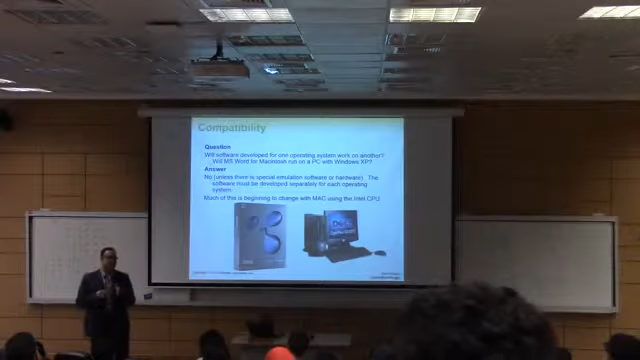 Compatibility
Question
Will software developed for one operating system work on another?
Will MS Word for Macintosh run on a PC with Windows XP?
Answer
No (unless there is special emulation software or hardware). The
software must be developed separately for each operating
system
Much of this is beginning to change with MAC using the Intel CPU